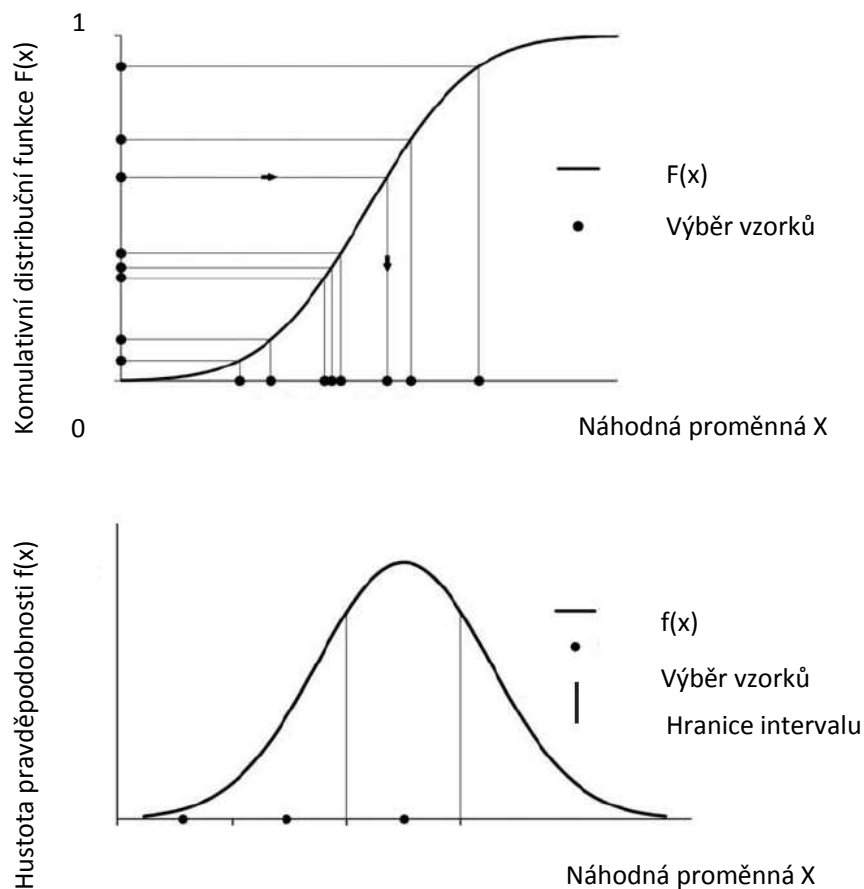 1
Komulativní distribuční funkce F(x)
F(x)
Výběr vzorků
0
Náhodná proměnná X
Hustota pravděpodobnosti f(x)
f(x)
Výběr vzorků
Hranice intervalu
Náhodná proměnná X